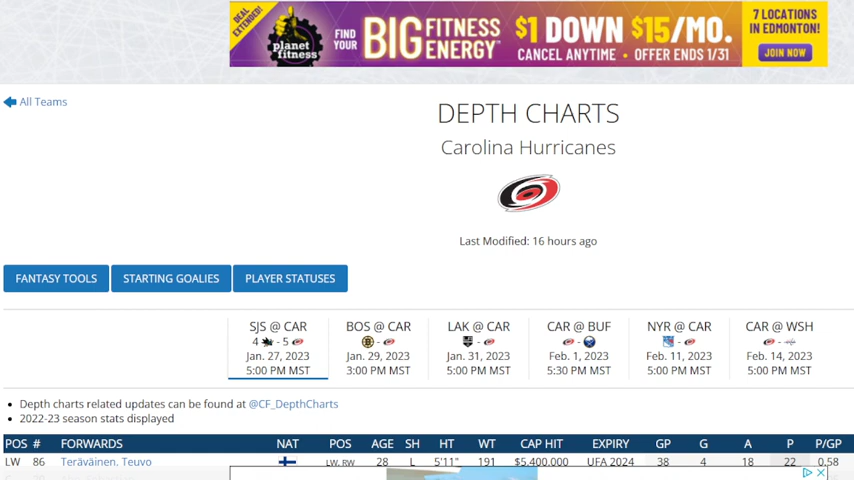 DEAL EXTENDED!
planet fitness
FIND YOUR BIG FITNESS ENERGY™
$1 DOWN $15/MO.
CANCEL ANYTIME • OFFER ENDS 1/31
7 LOCATIONS IN EDMONTON!
JOIN NOW
All Teams
DEPTH CHARTS
Carolina Hurricanes
Last Modified: 16 hours ago
FANTASY TOOLS STARTING GOALIES PLAYER STATUSES
SJS @ CAR BOS @ CAR LAK @ CAR CAR @ BUF NYR @ CAR CAR @ WSH
4 - 5 - - - - -
Jan. 27, 2023 Jan. 29, 2023 Jan. 31, 2023 Feb. 1, 2023 Feb. 11, 2023 Feb. 14, 2023
5:00 PM MST 3:00 PM MST 5:00 PM MST 5:30 PM MST 5:00 PM MST 5:00 PM MST
• Depth charts related updates can be found at @CF_DepthCharts
• 2022-23 season stats displayed
POS # FORWARDS NAT POS AGE SH HT WT CAP HIT EXPIRY GP G A P P/GP
LW 86 Teräväinen, Teuvo LW, RW 28 L 5'11" 191 $5,400,000 UFA 2024 38 4 18 22 0.58